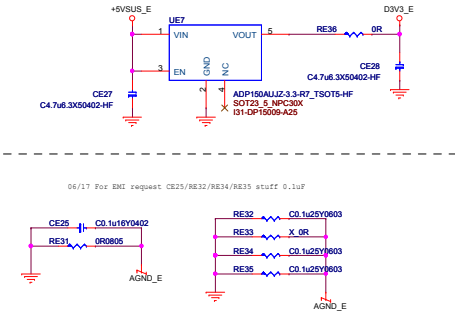 +5VSUS_E
D3V3_E
UE7
1 VIN VOUT 5
RE36 0R
3 EN
GND NC
2 4
CE27
C4.7u6.3X50402-HF
CE28
C4.7u6.3X50402-HF
ADP150AUJZ-3.3-R7_TSOT5-HF
SOT23_5_NPC30X
I31-DP15009-A25
06/17 For EMI request CE25/RE32/RE34/RE35 stuff 0.1uF
CE25 C0.1u16Y0402
RE31 0R0805
AGND_E
RE32 C0.1u25Y0603
RE33 X_0R
RE34 C0.1u25Y0603
RE35 C0.1u25Y0603
AGND_E